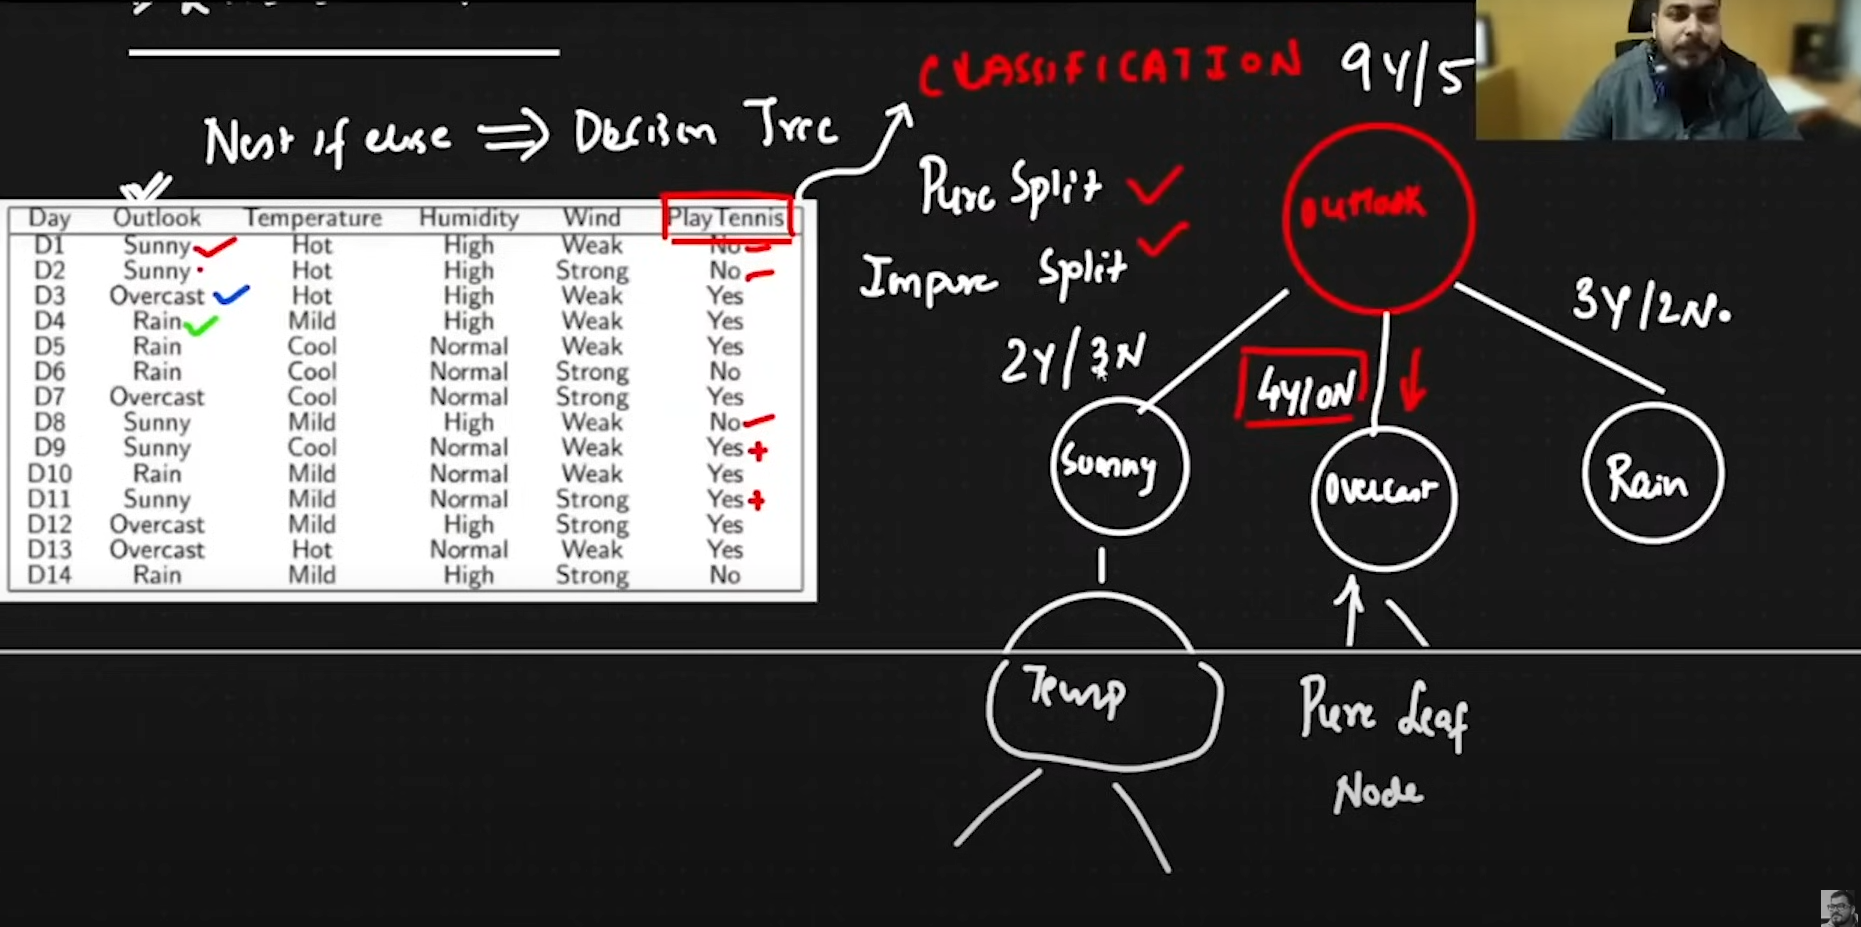 CLASSIFICATION 9Y/5
Nest if else ⇒ Decision Tree
Pure Split ✓
Impure Split ✓
Outlook
Day Outlook Temperature Humidity Wind PlayTennis
D1 Sunny Hot High Weak No
D2 Sunny Hot High Strong No
D3 Overcast Hot High Weak Yes
D4 Rain Mild High Weak Yes
D5 Rain Cool Normal Weak Yes
D6 Rain Cool Normal Strong No
D7 Overcast Cool Normal Strong Yes
D8 Sunny Mild High Weak No
D9 Sunny Cool Normal Weak Yes +
D10 Rain Mild Normal Weak Yes
D11 Sunny Mild Normal Strong Yes +
D12 Overcast Mild High Strong Yes
D13 Overcast Hot Normal Weak Yes
D14 Rain Mild High Strong No
2Y/3N
4Y/0N
3Y/2N.
Sunny
Overcast
Rain
Temp
Pure Leaf
Node